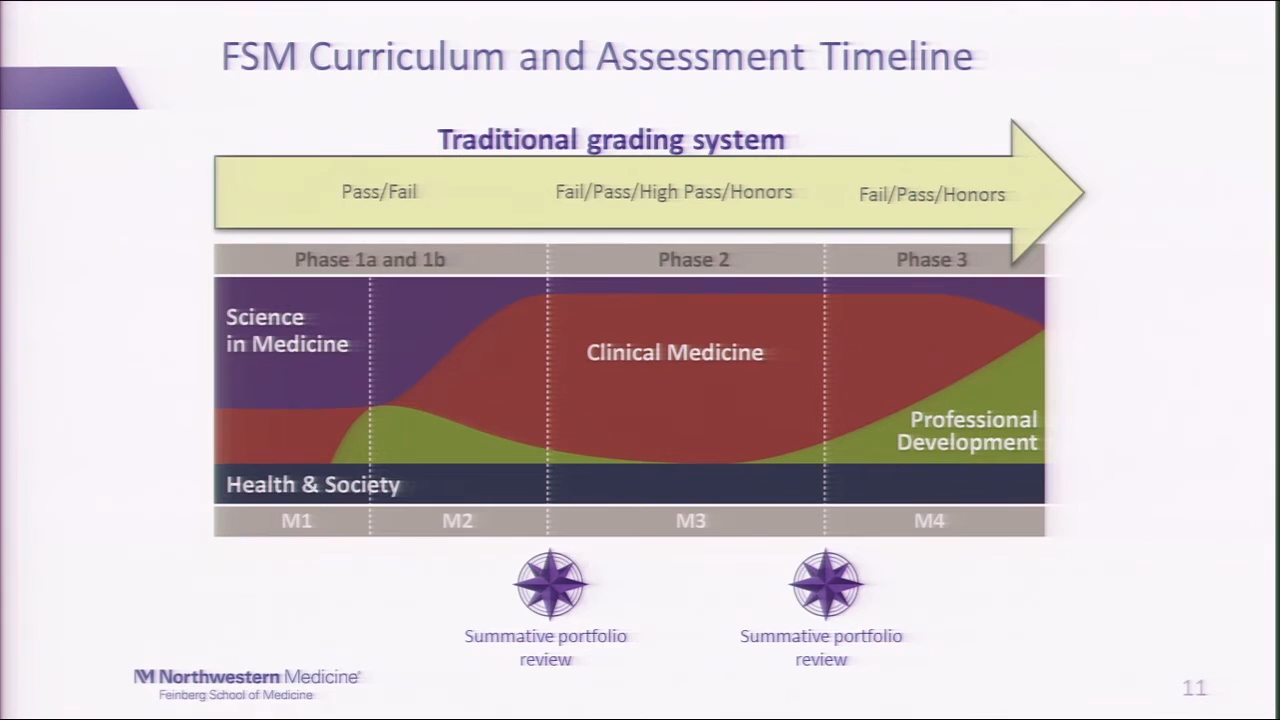 FSM Curriculum and Assessment Timeline
Traditional grading system
Pass/Fail
Fail/Pass/High Pass/Honors
Fail/Pass/Honors
Phase 1a and 1b
Phase 2
Phase 3
Science
in Medicine
Clinical Medicine
Professional
Development
Health & Society
M1
M2
M3
M4
Summative portfolio
review
Summative portfolio
review
M Northwestern Medicine®
Feinberg School of Medicine
11